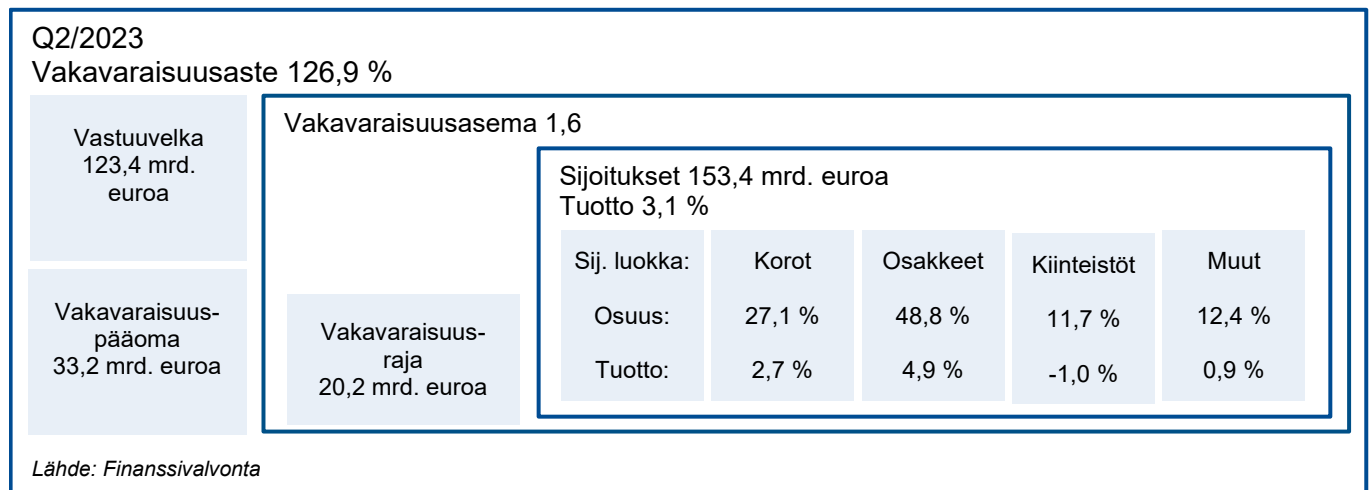 Q2/2023
Vakavaraisuusaste 126,9 %
Vastuuvelka
123,4 mrd.
euroa
Vakavaraisuus-
pääoma
33,2 mrd. euroa
Vakavaraisuusasema 1,6
Vakavaraisuus-
raja
20,2 mrd. euroa
Sijoitukset 153,4 mrd. euroa
Tuotto 3,1 %
Sij. luokka: Korot Osakkeet Kiinteistöt Muut
Osuus: 27,1 % 48,8 % 11,7 % 12,4 %
Tuotto: 2,7 % 4,9 % -1,0 % 0,9 %
Lähde: Finanssivalvonta